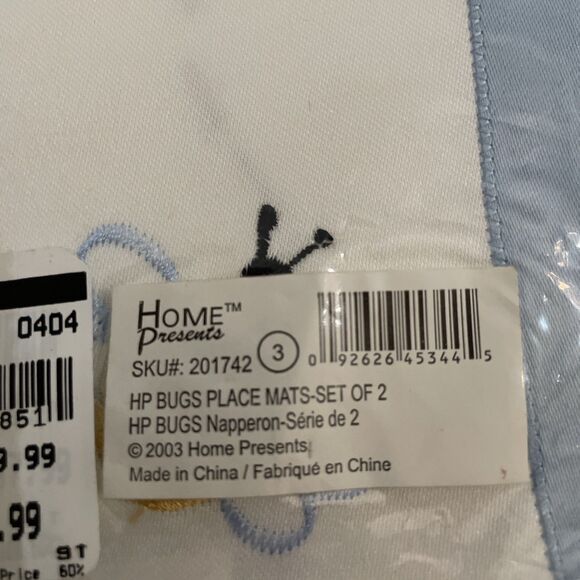 HOME™
Presents
SKU#: 201742 3
0 92626 45344 5
HP BUGS PLACE MATS-SET OF 2
HP BUGS Napperon-Série de 2
© 2003 Home Presents
Made in China / Fabriqué en Chine
0404
851
9.99
.99
Price 60%